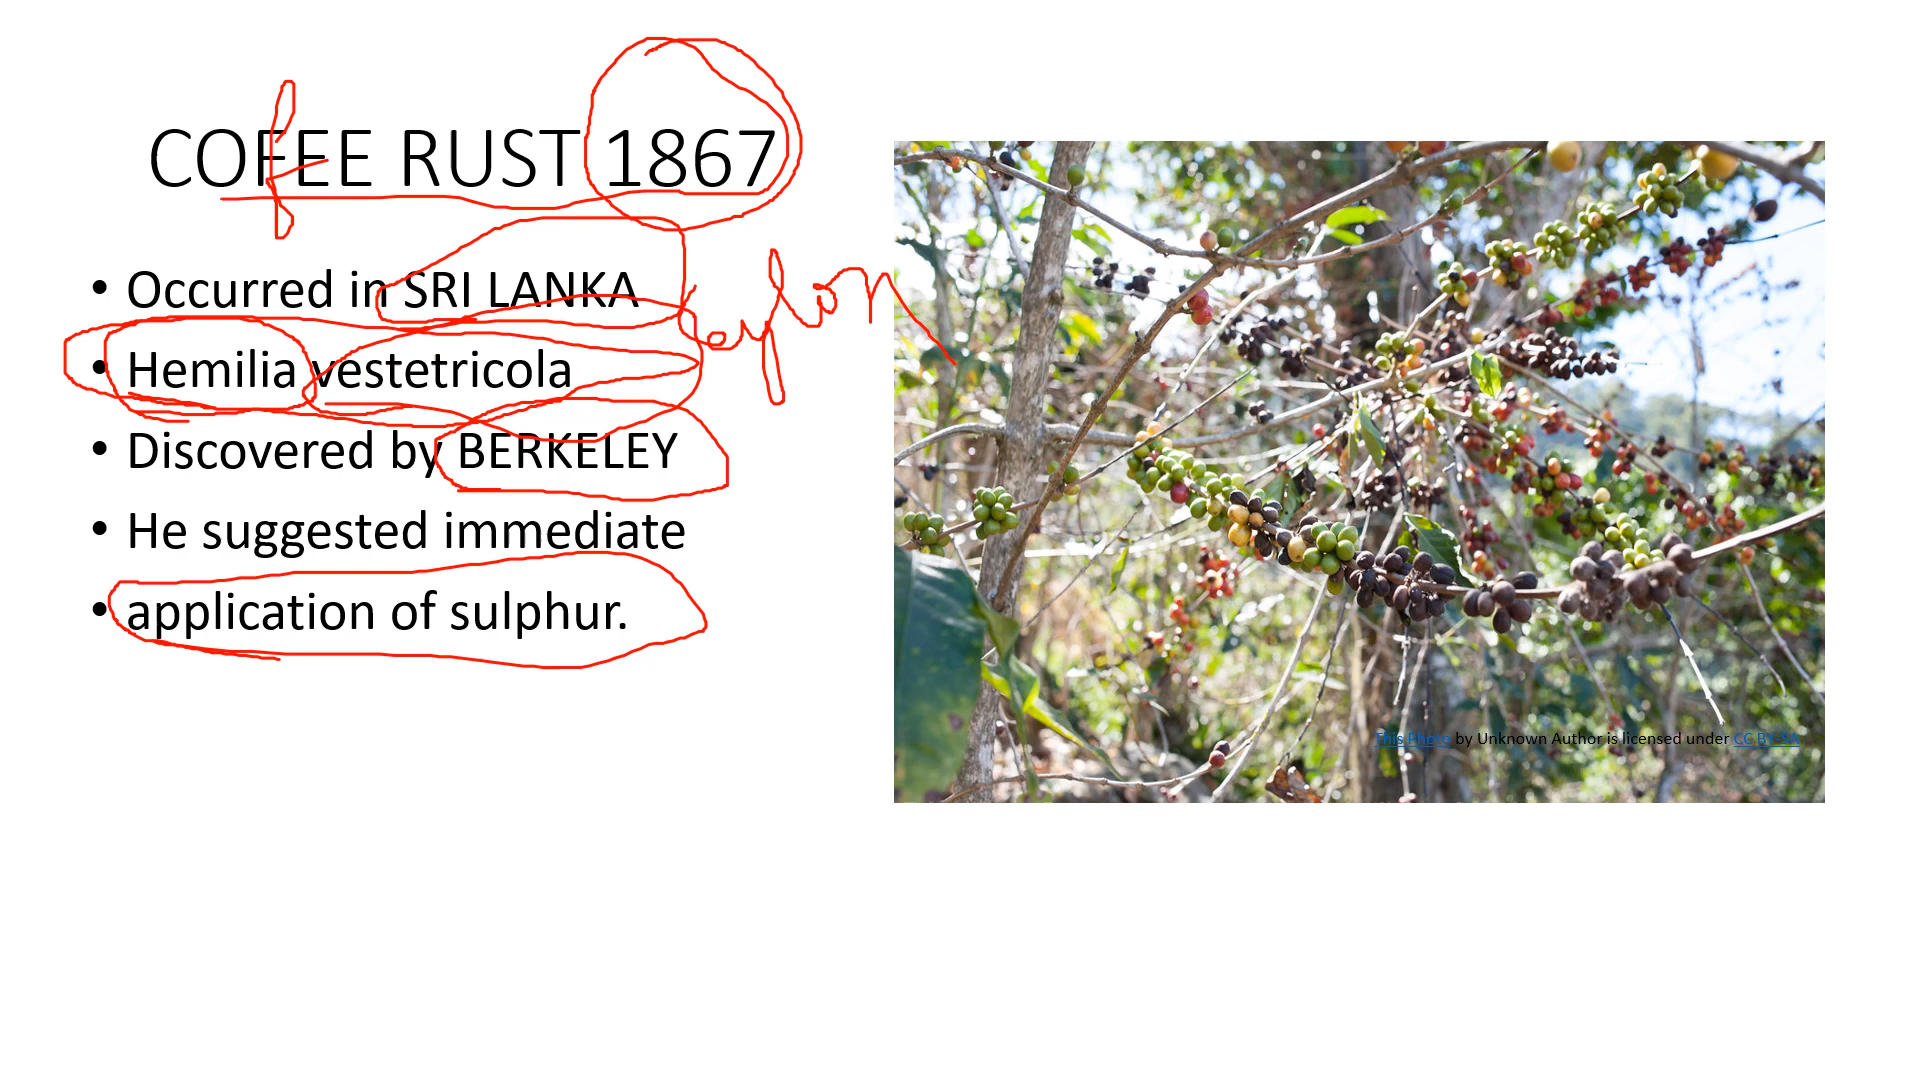 COFEE RUST 1867
f
• Occurred in SRI LANKA
ceylon
• Hemilia vestetricola
• Discovered by BERKELEY
• He suggested immediate
• application of sulphur.
This Photo by Unknown Author is licensed under CC BY-SA